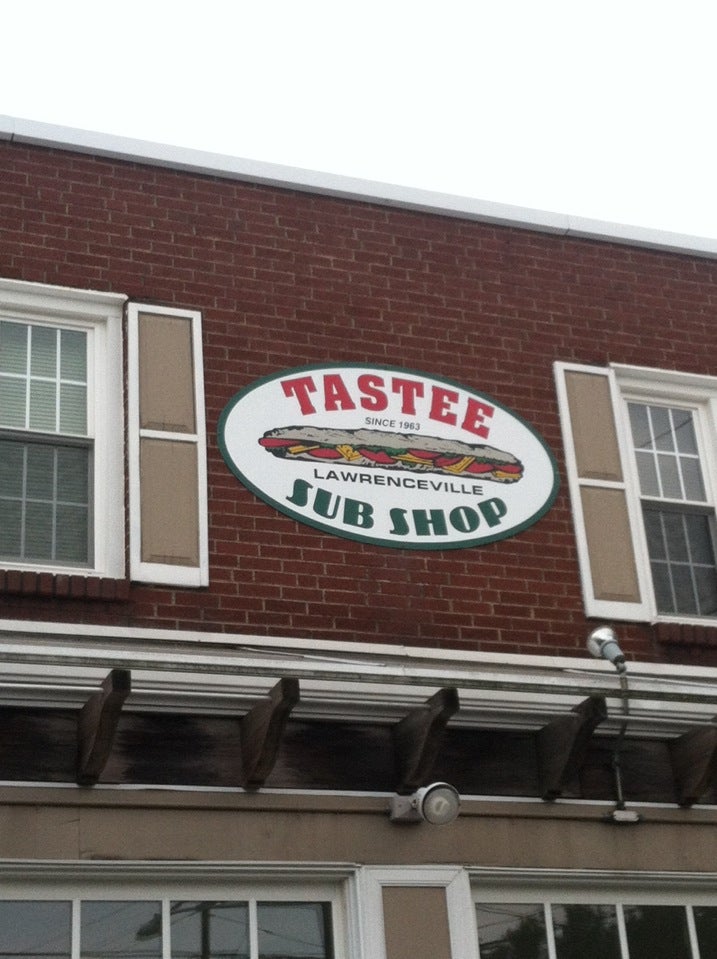 TASTEE
SINCE 1963
LAWRENCEVILLE
SUB SHOP